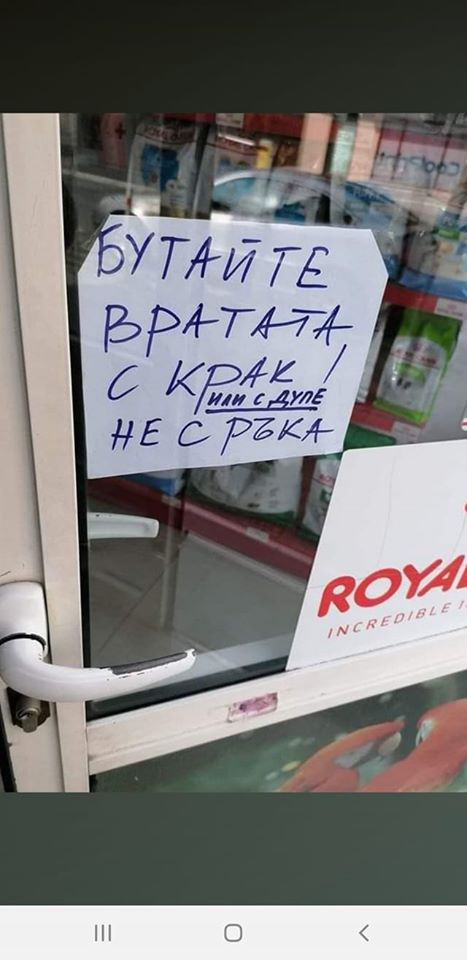 БУТАЙТЕ
ВРАТАТА
С КРАК !
ИЛИ С ДУПЕ
НЕ С РЪКА
ROYAL
INCREDIBLE